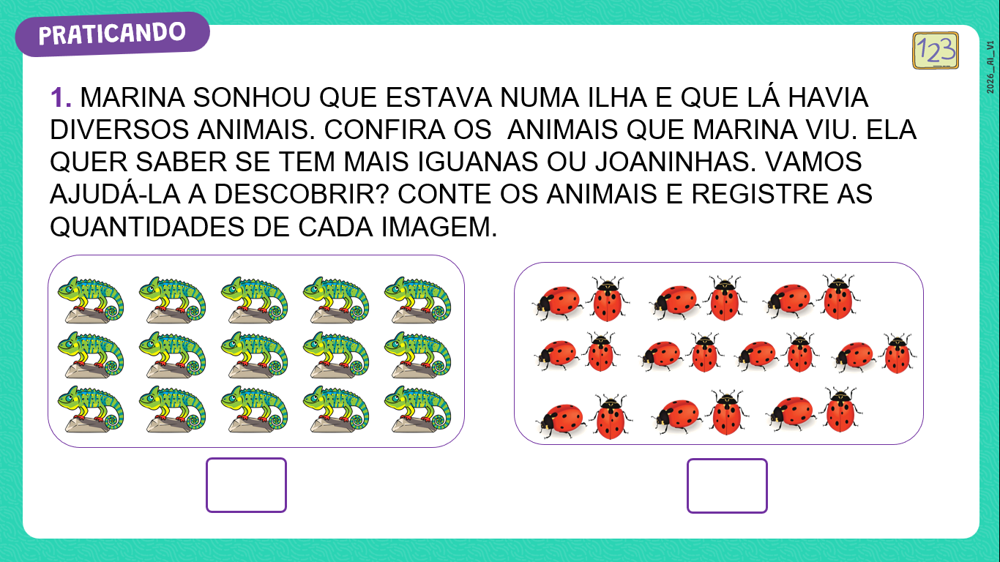 PRATICANDO
123
2026_AI_V1
1. MARINA SONHOU QUE ESTAVA NUMA ILHA E QUE LÁ HAVIA
DIVERSOS ANIMAIS. CONFIRA OS  ANIMAIS QUE MARINA VIU. ELA
QUER SABER SE TEM MAIS IGUANAS OU JOANINHAS. VAMOS
AJUDÁ-LA A DESCOBRIR? CONTE OS ANIMAIS E REGISTRE AS
QUANTIDADES DE CADA IMAGEM.